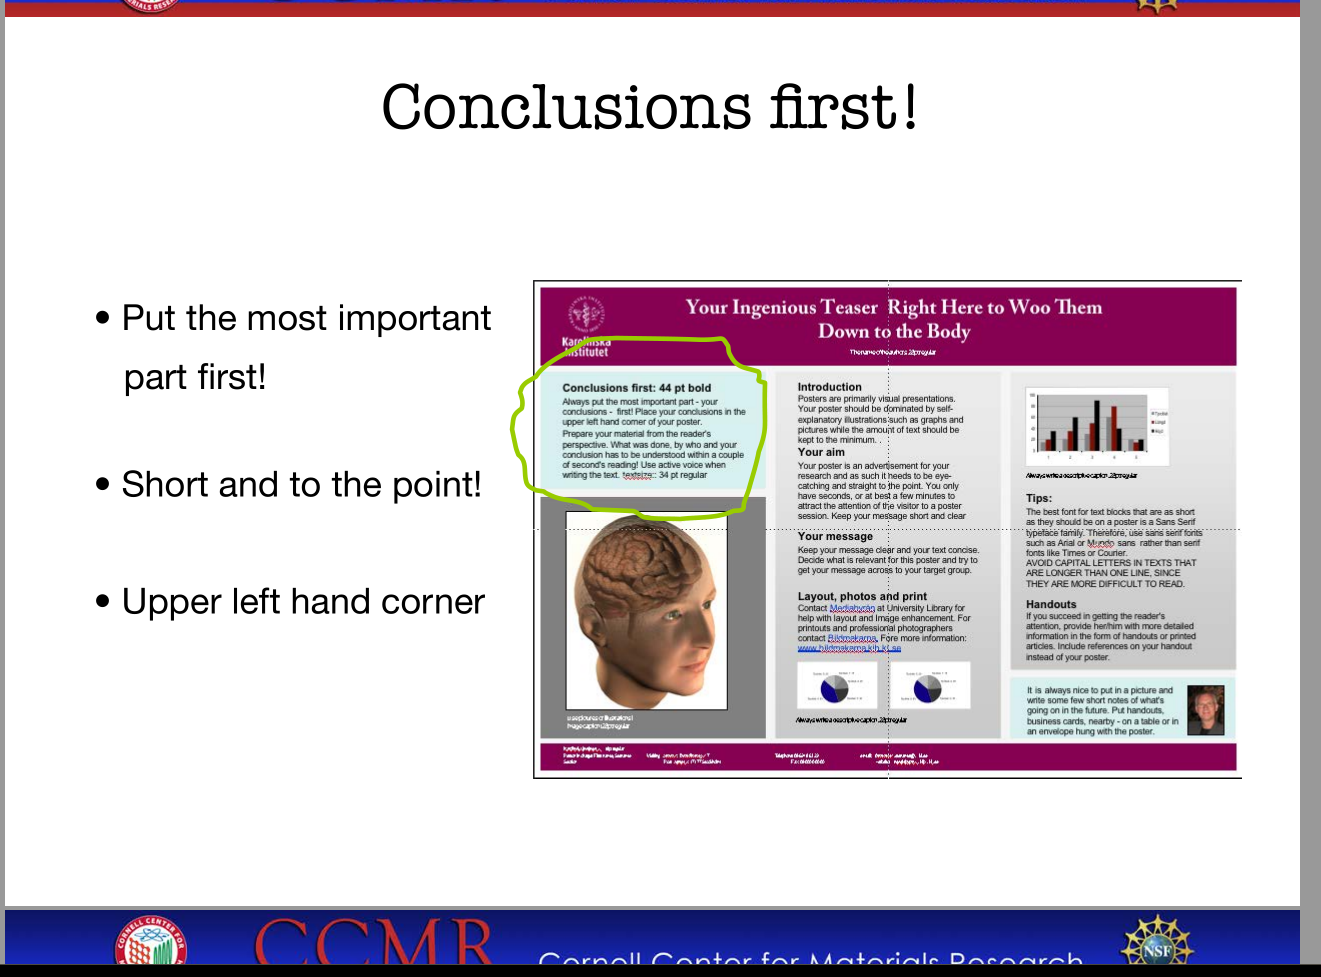 Conclusions first!
• Put the most important
part first!
• Short and to the point!
• Upper left hand corner
Karolinska
Institutet
Your Ingenious Teaser Right Here to Woo Them
Down to the Body
The name of the authors 28pt regular
Conclusions first: 44 pt bold
Always put the most important part - your
conclusions - first! Place your conclusions in the
upper left hand corner of your poster.
Prepare your material from the reader's
perspective. What was done, by who and your
conclusion has to be understood within a couple
of second's reading! Use active voice when
writing the text. textsize:: 34 pt regular
Introduction
Posters are primarily visual presentations.
Your poster should be dominated by self-
explanatory illustrations such as graphs and
pictures while the amount of text should be
kept to the minimum. .
Your aim
Your poster is an advertisement for your
research and as such it needs to be eye-
catching and straight to the point. You only
have seconds, or at best a few minutes to
attract the attention of the visitor to a poster
session. Keep your message short and clear
Your message
Keep your message clear and your text concise.
Decide what is relevant for this poster and try to
get your message across to your target group.
Layout, photos and print
Contact Mediabyrån at University Library for
help with layout and Image enhancement. For
printouts and professional photographers
contact Bildmakarna. Fore more information:
www.bildmakarna.kib.ki.se
Always write a descriptive caption 28pt regular
Always write a descriptive caption 28pt regular
Tips:
The best font for text blocks that are as short
as they should be on a poster is a Sans Serif
typeface family. Therefore, use sans serif fonts
such as Arial or Mundo sans rather than serif
fonts like Times or Courier.
AVOID CAPITAL LETTERS IN TEXTS THAT
ARE LONGER THAN ONE LINE, SINCE
THEY ARE MORE DIFFICULT TO READ.
Handouts
If you succeed in getting the reader's
attention, provide her/him with more detailed
information in the form of handouts or printed
articles. Include references on your handout
instead of your poster.
It is always nice to put in a picture and
write some few short notes of what's
going on in the future. Put handouts,
business cards, nearby - on a table or in
an envelope hung with the poster.
CORNELL CENTER FOR
CCMR
Cornell Center for Materials Research
NSF